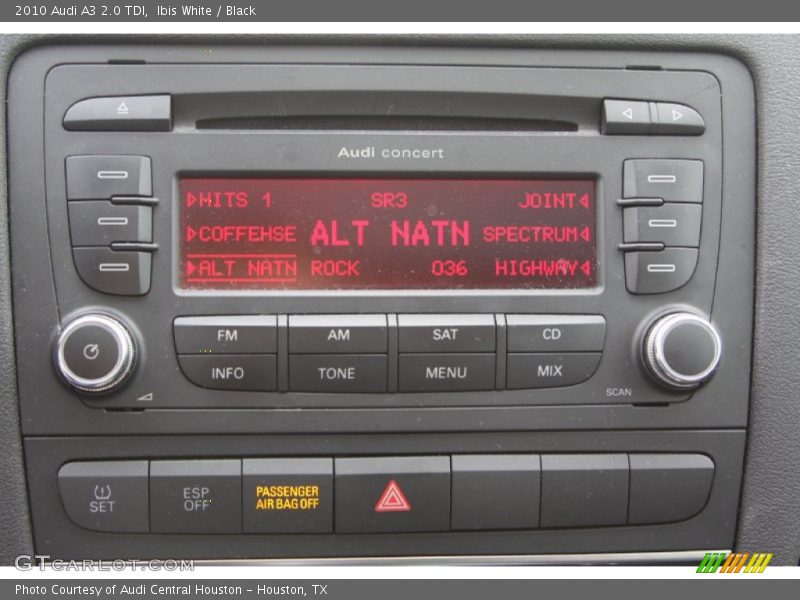 2010 Audi A3 2.0 TDI, Ibis White / Black
Audi concert
HITS 1 SR3 JOINT
COFFEHSE ALT NATN SPECTRUM
ALT NATN ROCK 036 HIGHWAY
FM AM SAT CD
INFO TONE MENU MIX
SCAN
SET
ESP
OFF
PASSENGER
AIR BAG OFF
GTCARLOT.COM
Photo Courtesy of Audi Central Houston - Houston, TX